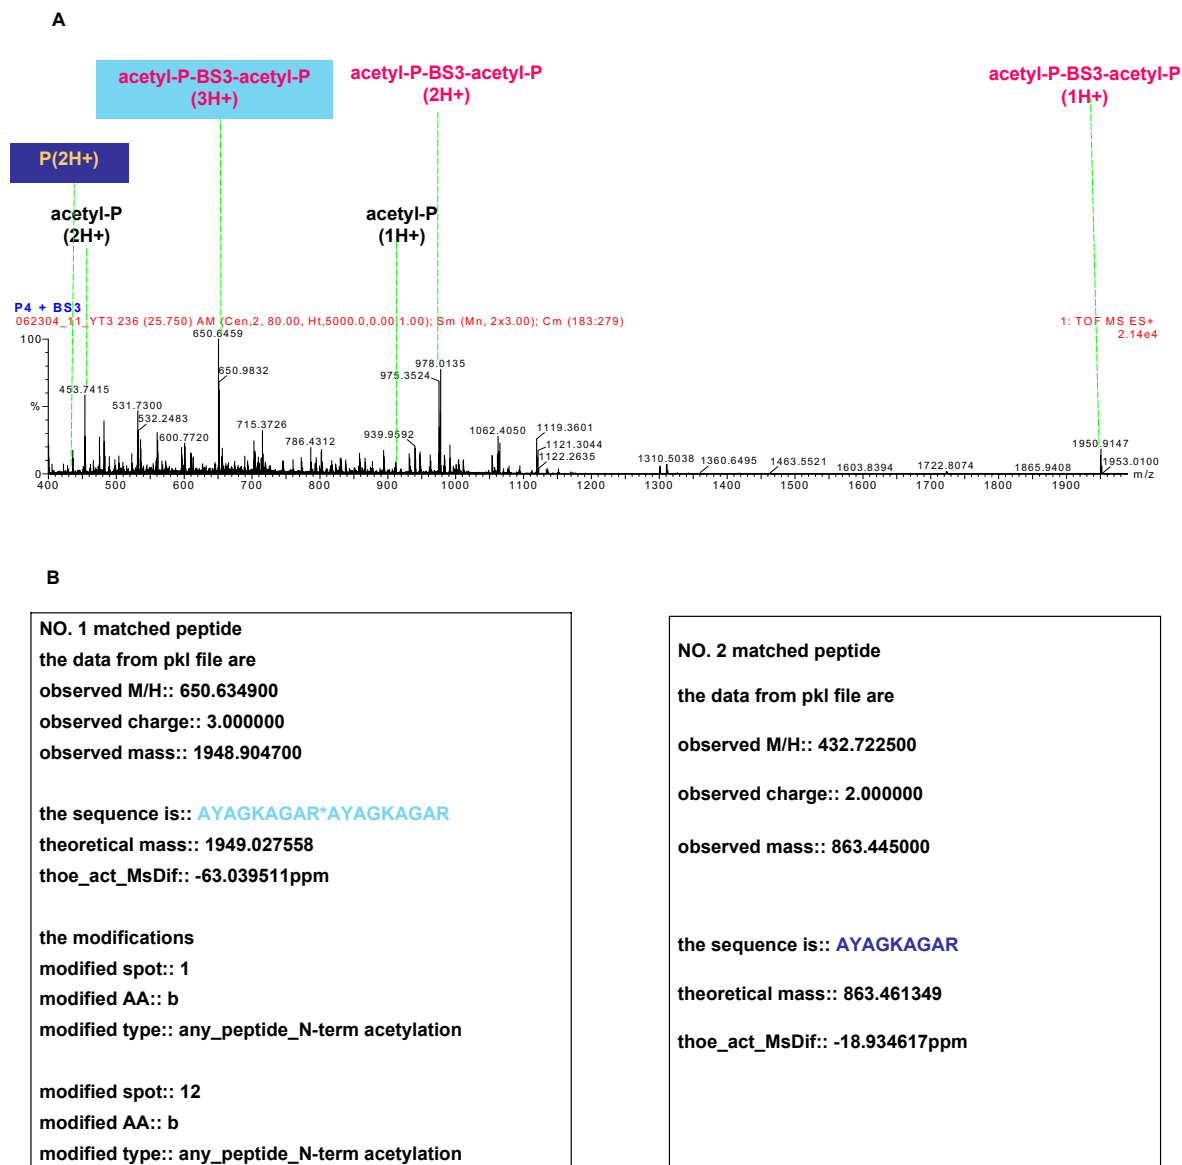 A
acetyl-P-BS3-acetyl-P
(3H+)
acetyl-P-BS3-acetyl-P
(2H+)
acetyl-P-BS3-acetyl-P
(1H+)
P(2H+)
acetyl-P
(2H+)
acetyl-P
(1H+)
P4 + BS3
062304_11_YT3 236 (25.750) AM (Cen,2, 80.00, Ht,5000.0,0.00,1.00); Sm (Mn, 2x3.00); Cm (183:279)
1: TOF MS ES+
2.14e4
100
%
0
650.6459
650.9832
453.7415
531.7300
532.2483
600.7720
715.3726
786.4312
939.9592
975.3524
978.0135
1062.4050
1119.3601
1121.3044
1122.2635
1310.5038
1360.6495
1463.5521
1603.8394
1722.8074
1865.9408
1950.9147
1953.0100
400 500 600 700 800 900 1000 1100 1200 1300 1400 1500 1600 1700 1800 1900
m/z
B
NO. 1 matched peptide
the data from pkl file are
observed M/H:: 650.634900
observed charge:: 3.000000
observed mass:: 1948.904700
the sequence is:: AYAGKAGAR*AYAGKAGAR
theoretical mass:: 1949.027558
thoe_act_MsDif:: -63.039511ppm
the modifications
modified spot:: 1
modified AA:: b
modified type:: any_peptide_N-term acetylation
modified spot:: 12
modified AA:: b
modified type:: any_peptide_N-term acetylation
NO. 2 matched peptide
the data from pkl file are
observed M/H:: 432.722500
observed charge:: 2.000000
observed mass:: 863.445000
the sequence is:: AYAGKAGAR
theoretical mass:: 863.461349
thoe_act_MsDif:: -18.934617ppm